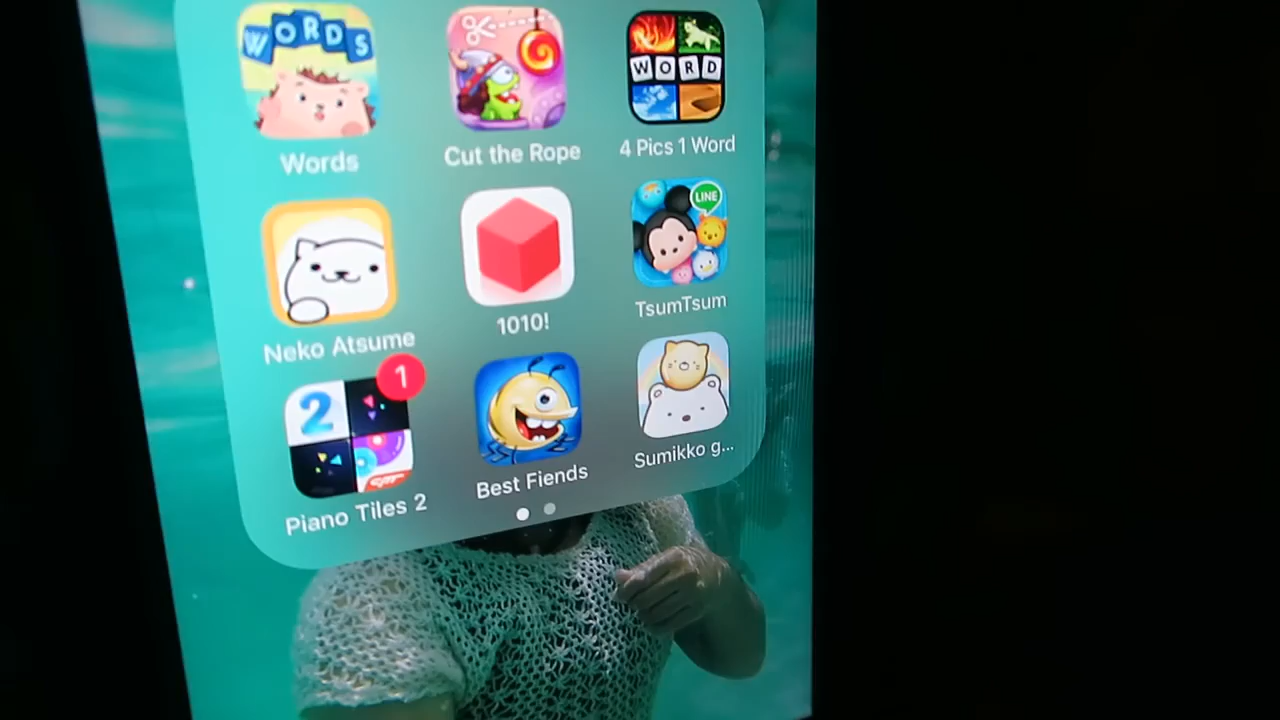 WORDS
Words
Cut the Rope
WORD
4 Pics 1 Word
Neko Atsume
1010!
LINE
TsumTsum
1
2
Piano Tiles 2
Best Fiends
Sumikko g...